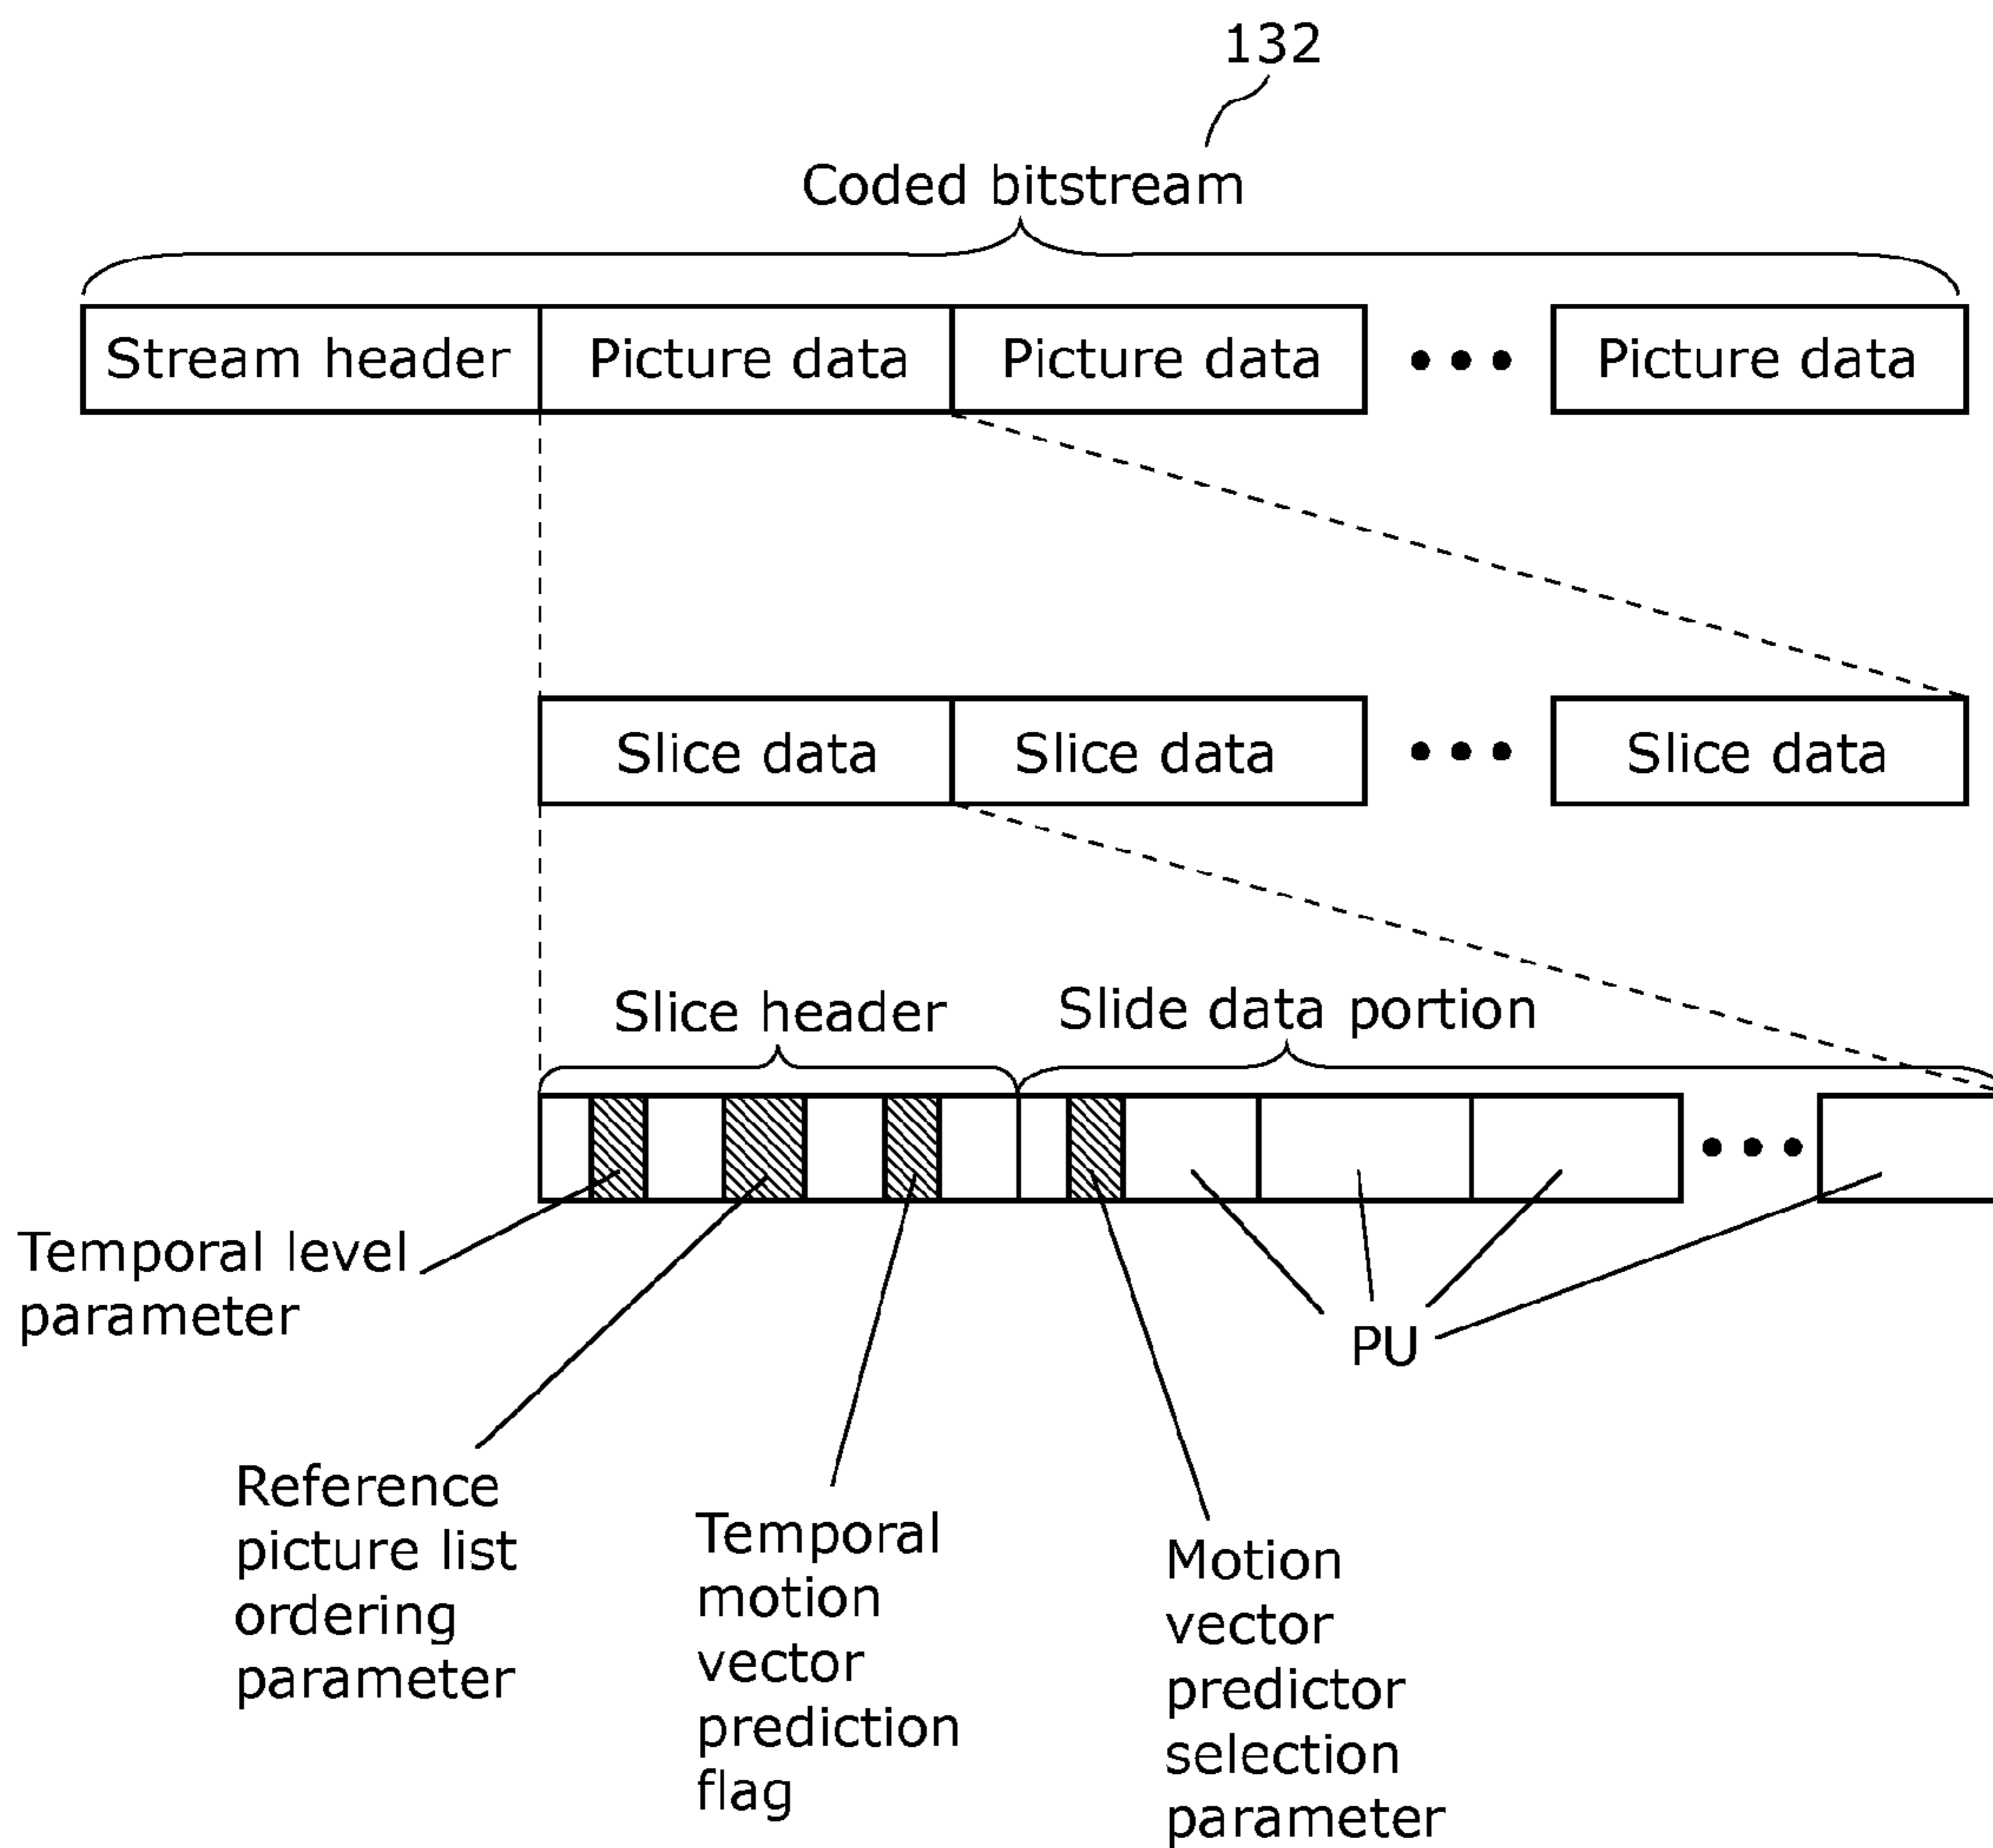 132
Coded bitstream
Stream header
Picture data
Picture data
Picture data
Slice data
Slice data
Slice data
Slice header
Slide data portion
Temporal level
parameter
PU
Reference
picture list
ordering
parameter
Temporal
motion
vector
prediction
flag
Motion
vector
predictor
selection
parameter